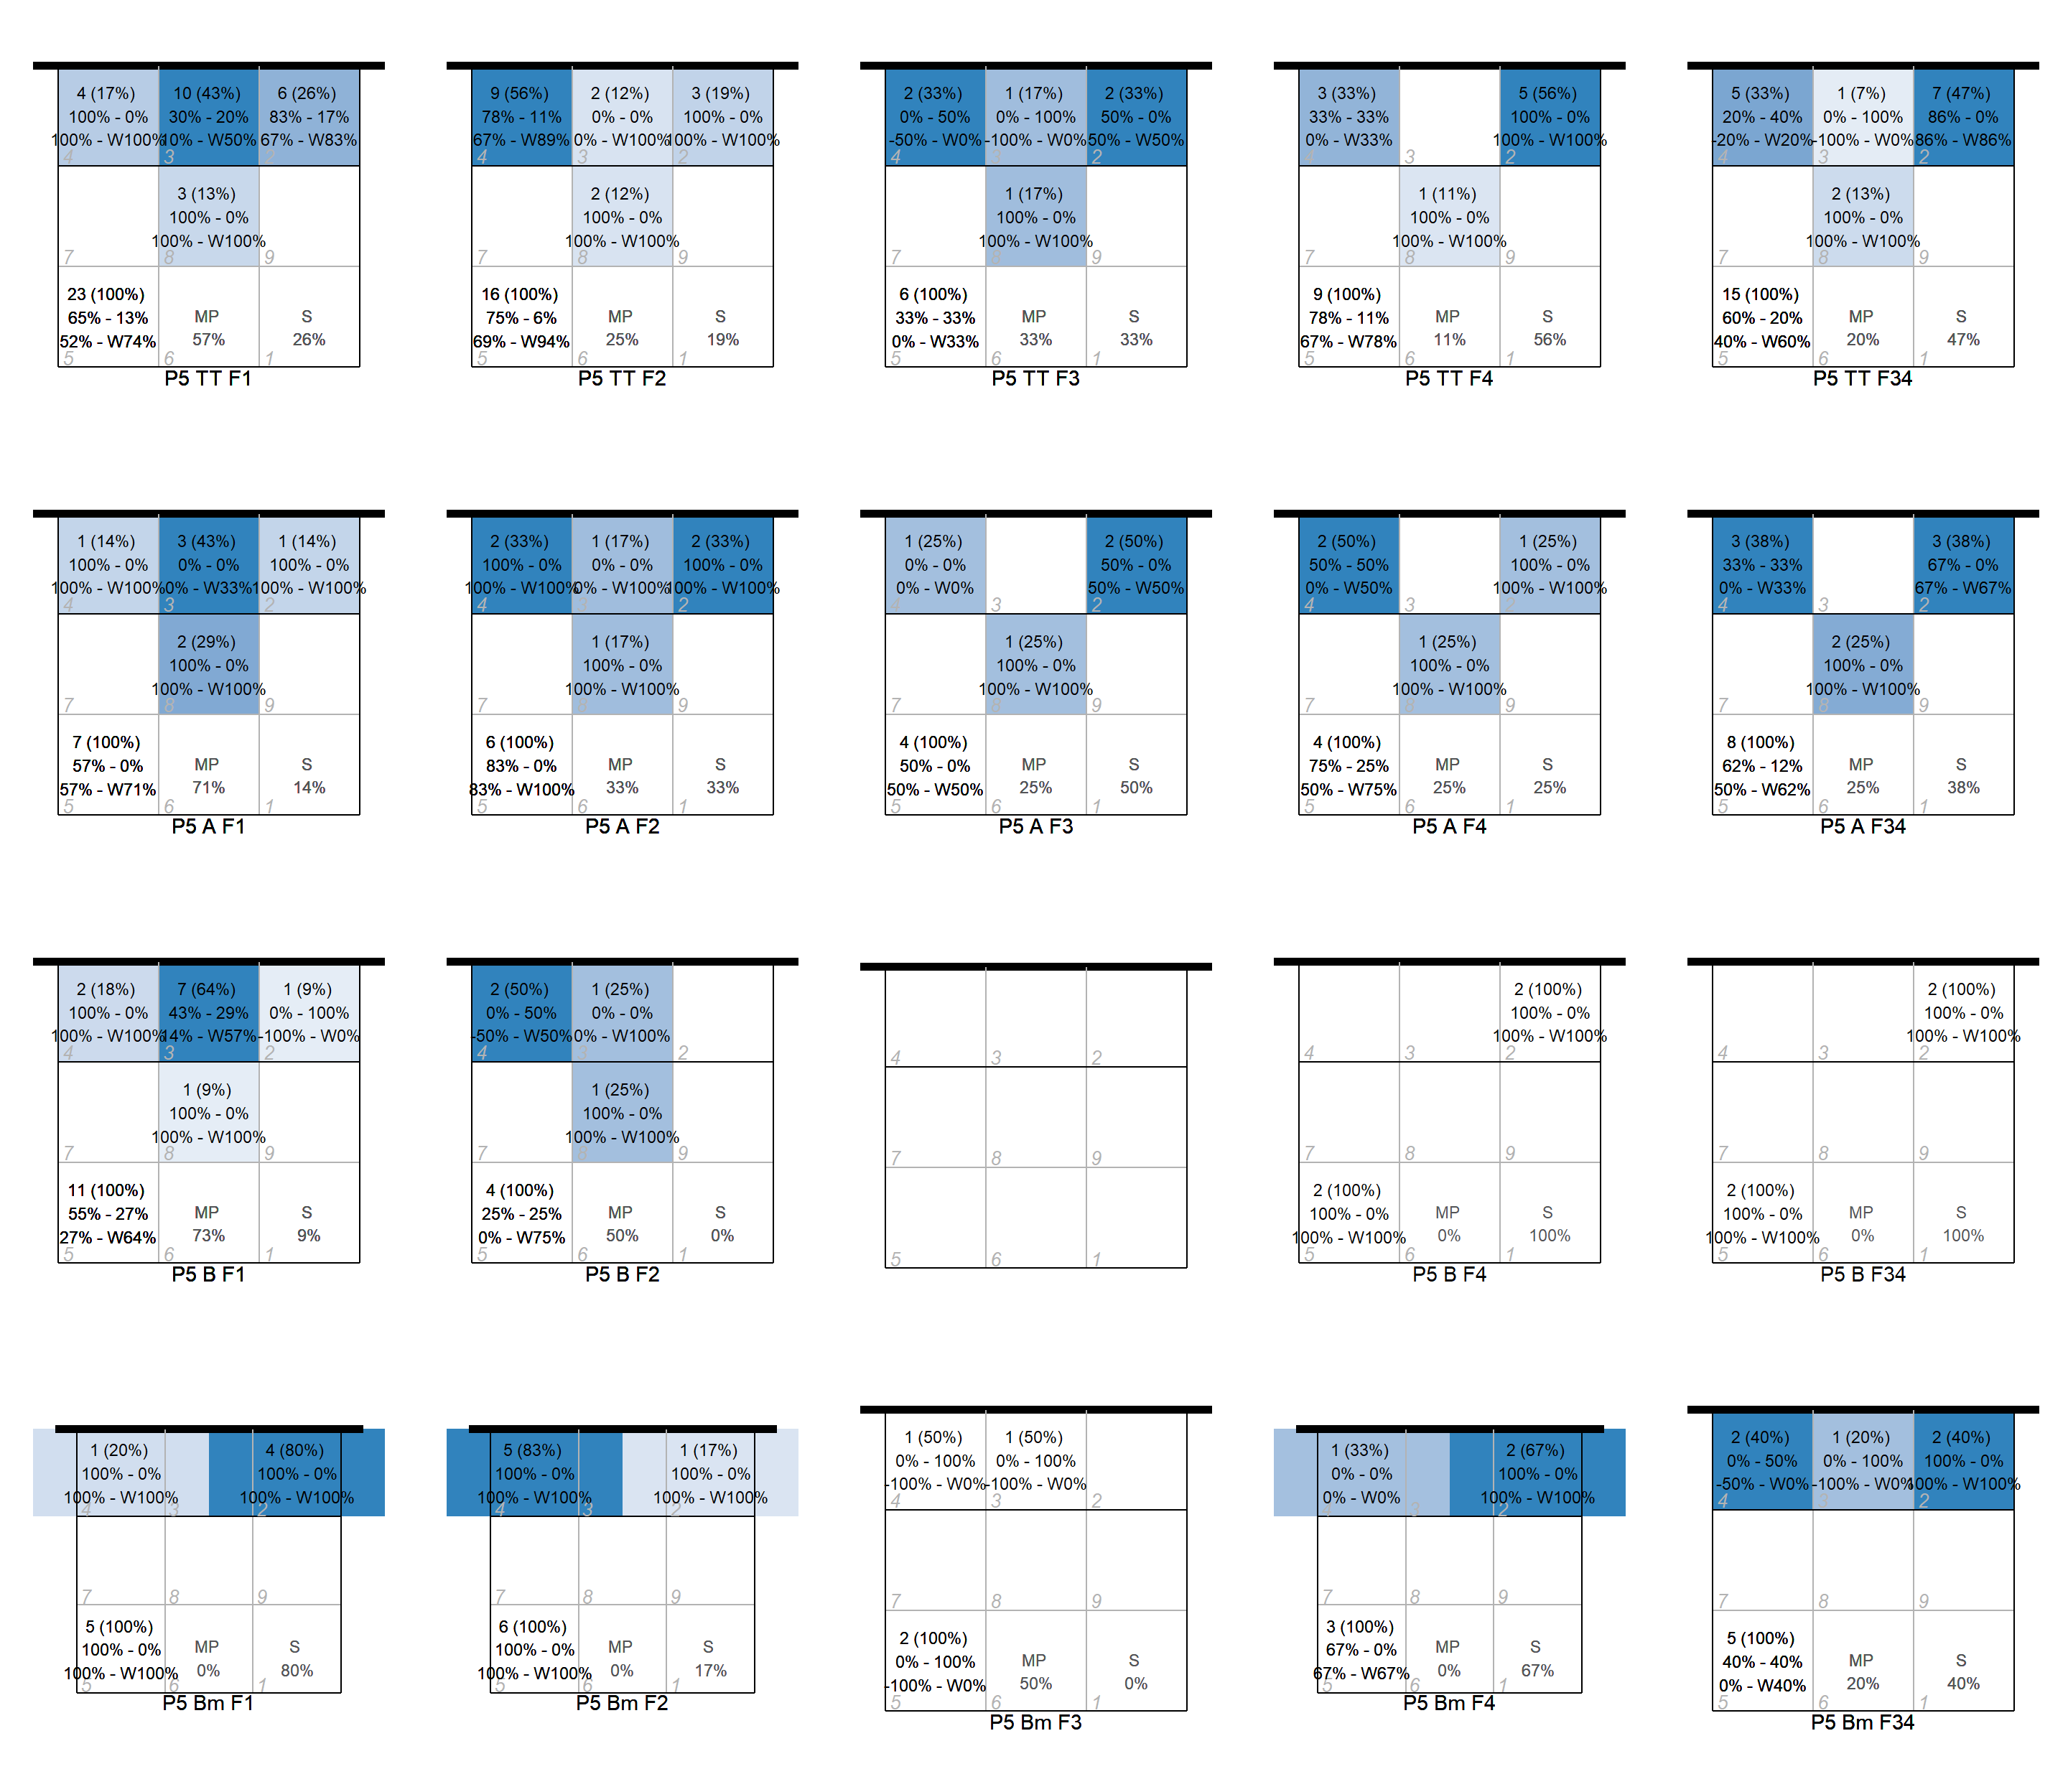 4 (17%) 10 (43%) 6 (26%)
100% - 0% 30% - 20% 83% - 17%
100% - W100% 10% - W50% 67% - W83%
4 3 2
3 (13%)
100% - 0%
100% - W100%
7 8 9
23 (100%)
65% - 13% MP S
52% - W74% 57% 26%
5 6 1
P5 TT F1
9 (56%) 2 (12%) 3 (19%)
78% - 11% 0% - 0% 100% - 0%
67% - W89% 0% - W100% 100% - W100%
4 3 2
2 (12%)
100% - 0%
100% - W100%
7 8 9
16 (100%)
75% - 6% MP S
69% - W94% 25% 19%
5 6 1
P5 TT F2
2 (33%) 1 (17%) 2 (33%)
0% - 50% 0% - 100% 50% - 0%
-50% - W0% -100% - W0% 50% - W50%
4 3 2
1 (17%)
100% - 0%
100% - W100%
7 8 9
6 (100%)
33% - 33% MP S
0% - W33% 33% 33%
5 6 1
P5 TT F3
3 (33%) 5 (56%)
33% - 33% 100% - 0%
0% - W33% 100% - W100%
4 3 2
1 (11%)
100% - 0%
100% - W100%
7 8 9
9 (100%)
78% - 11% MP S
67% - W78% 11% 56%
5 6 1
P5 TT F4
5 (33%) 1 (7%) 7 (47%)
20% - 40% 0% - 100% 86% - 0%
-20% - W20% -100% - W0% 86% - W86%
4 3 2
2 (13%)
100% - 0%
100% - W100%
7 8 9
15 (100%)
60% - 20% MP S
40% - W60% 20% 47%
5 6 1
P5 TT F34
1 (14%) 3 (43%) 1 (14%)
100% - 0% 0% - 0% 100% - 0%
100% - W100% 0% - W33% 100% - W100%
4 3 2
2 (29%)
100% - 0%
100% - W100%
7 8 9
7 (100%)
57% - 0% MP S
57% - W71% 71% 14%
5 6 1
P5 A F1
2 (33%) 1 (17%) 2 (33%)
100% - 0% 0% - 0% 100% - 0%
100% - W100% 0% - W100% 100% - W100%
4 3 2
1 (17%)
100% - 0%
100% - W100%
7 8 9
6 (100%)
83% - 0% MP S
83% - W100% 33% 33%
5 6 1
P5 A F2
1 (25%) 2 (50%)
0% - 0% 50% - 0%
0% - W0% 50% - W50%
4 3 2
1 (25%)
100% - 0%
100% - W100%
7 8 9
4 (100%)
50% - 0% MP S
50% - W50% 25% 50%
5 6 1
P5 A F3
2 (50%) 1 (25%)
50% - 50% 100% - 0%
0% - W50% 100% - W100%
4 3 2
1 (25%)
100% - 0%
100% - W100%
7 8 9
4 (100%)
75% - 25% MP S
50% - W75% 25% 25%
5 6 1
P5 A F4
3 (38%) 3 (38%)
33% - 33% 67% - 0%
0% - W33% 67% - W67%
4 3 2
2 (25%)
100% - 0%
100% - W100%
7 8 9
8 (100%)
62% - 12% MP S
50% - W62% 25% 38%
5 6 1
P5 A F34
2 (18%) 7 (64%) 1 (9%)
100% - 0% 43% - 29% 0% - 100%
100% - W100% 14% - W57% -100% - W0%
4 3 2
1 (9%)
100% - 0%
100% - W100%
7 8 9
11 (100%)
55% - 27% MP S
27% - W64% 73% 9%
5 6 1
P5 B F1
2 (50%) 1 (25%)
0% - 50% 0% - 0%
-50% - W50% 0% - W100%
4 3 2
1 (25%)
100% - 0%
100% - W100%
7 8 9
4 (100%)
25% - 25% MP S
0% - W75% 50% 0%
5 6 1
P5 B F2
4 3 2
7 8 9
5 6 1
2 (100%)
100% - 0%
100% - W100%
4 3 2
7 8 9
2 (100%)
100% - 0% MP S
100% - W100% 0% 100%
5 6 1
P5 B F4
2 (100%)
100% - 0%
100% - W100%
4 3 2
7 8 9
2 (100%)
100% - 0% MP S
100% - W100% 0% 100%
5 6 1
P5 B F34
1 (20%) 4 (80%)
100% - 0% 100% - 0%
100% - W100% 100% - W100%
4 3 2
7 8 9
5 (100%)
100% - 0% MP S
100% - W100% 0% 80%
5 6 1
P5 Bm F1
5 (83%) 1 (17%)
100% - 0% 100% - 0%
100% - W100% 100% - W100%
4 3 2
7 8 9
6 (100%)
100% - 0% MP S
100% - W100% 0% 17%
5 6 1
P5 Bm F2
1 (50%) 1 (50%)
0% - 100% 0% - 100%
-100% - W0% -100% - W0%
4 3 2
7 8 9
2 (100%)
0% - 100% MP S
-100% - W0% 50% 0%
5 6 1
P5 Bm F3
1 (33%) 2 (67%)
0% - 0% 100% - 0%
0% - W0% 100% - W100%
4 3 2
7 8 9
3 (100%)
67% - 0% MP S
67% - W67% 0% 67%
5 6 1
P5 Bm F4
2 (40%) 1 (20%) 2 (40%)
0% - 50% 0% - 100% 100% - 0%
-50% - W0% -100% - W0% 100% - W100%
4 3 2
7 8 9
5 (100%)
40% - 40% MP S
0% - W40% 20% 40%
5 6 1
P5 Bm F34